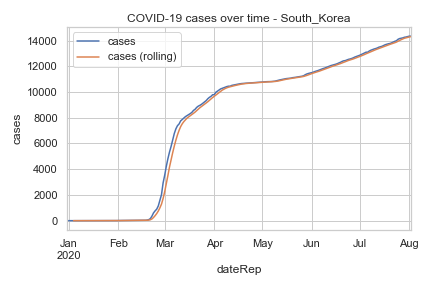 COVID-19 cases over time - South_Korea
cases
cases (rolling)
14000
12000
10000
8000
6000
4000
2000
0
cases
Jan Feb Mar Apr May Jun Jul Aug
2020
dateRep